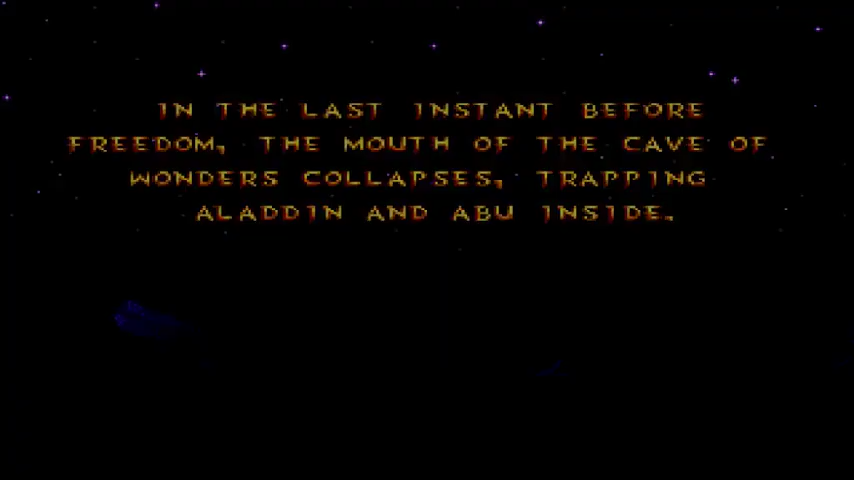 IN THE LAST INSTANT BEFORE
FREEDOM, THE MOUTH OF THE CAVE OF
WONDERS COLLAPSES, TRAPPING
ALADDIN AND ABU INSIDE.